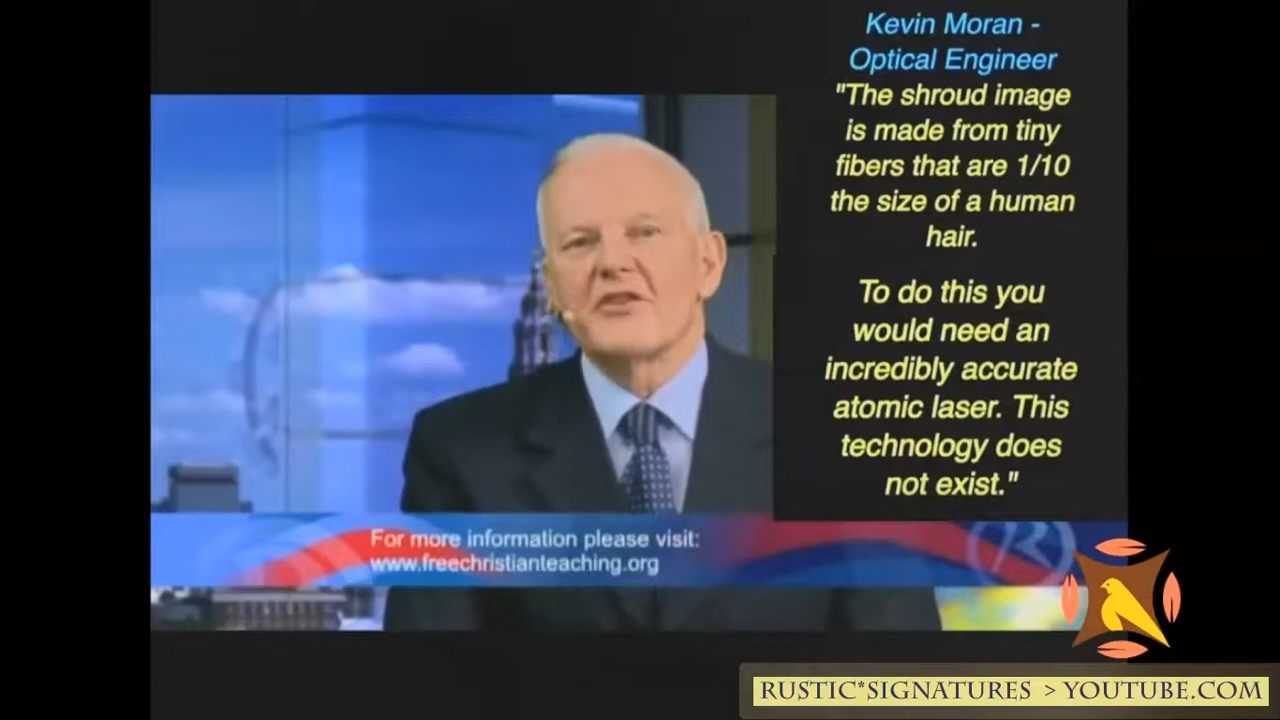 Kevin Moran -
Optical Engineer
"The shroud image
is made from tiny
fibers that are 1/10
the size of a human
hair.
To do this you
would need an
incredibly accurate
atomic laser. This
technology does
not exist."
For more information please visit:
www.freechristianteaching.org
RUSTIC*SIGNATURES > YOUTUBE.COM